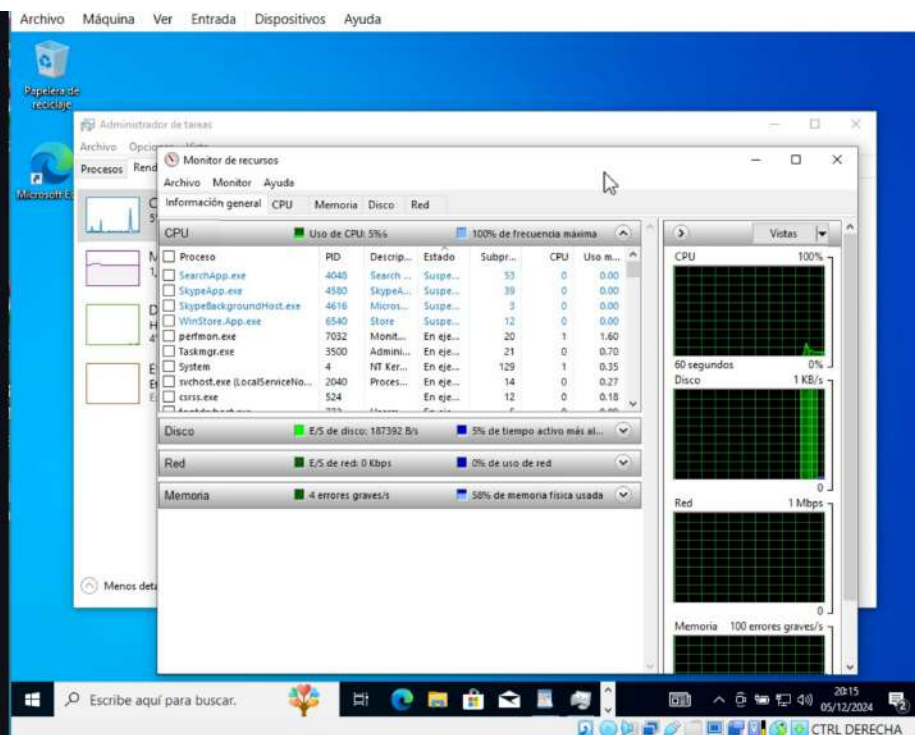 Archivo Máquina Ver Entrada Dispositivos Ayuda
Papelera de
reciclaje
Administrador de tareas
Archivo
Procesos Rend
Monitor de recursos
Archivo Monitor Ayuda
Información general CPU Memoria Disco Red
CPU Uso de CPU: 5% 100% de frecuencia máxima
Proceso PID Descrip... Estado Subpr... CPU Uso m...
SearchApp.exe 4048 Search ... Suspe... 53 0 0.00
SkypeApp.exe 4580 SkypeA... Suspe... 39 0 0.00
SkypeBackgroundHost.exe 4616 Micros... Suspe... 3 0 0.00
WinStore.App.exe 6540 Store Suspe... 12 0 0.00
perfmon.exe 7032 Monit... En eje... 20 1 1.60
Taskmgr.exe 3500 Admini... En eje... 21 0 0.70
System 4 NT Ker... En eje... 129 1 0.35
svchost.exe (LocalServiceNo... 2040 Proces... En eje... 14 0 0.27
csrss.exe 524 En eje... 12 0 0.18
Disco E/S de disco: 187392 B/s 5% de tiempo activo más al...
Red E/S de red: 0 Kbps 0% de uso de red
Memoria 4 errores graves/s 58% de memoria física usada
Vistas
CPU 100%
60 segundos 0%
Disco 1 KB/s
0
Red 1 Mbps
0
Memoria 100 errores graves/s
Menos deta
Escribe aquí para buscar.
20:15
05/12/2024
2
CTRL DERECHA